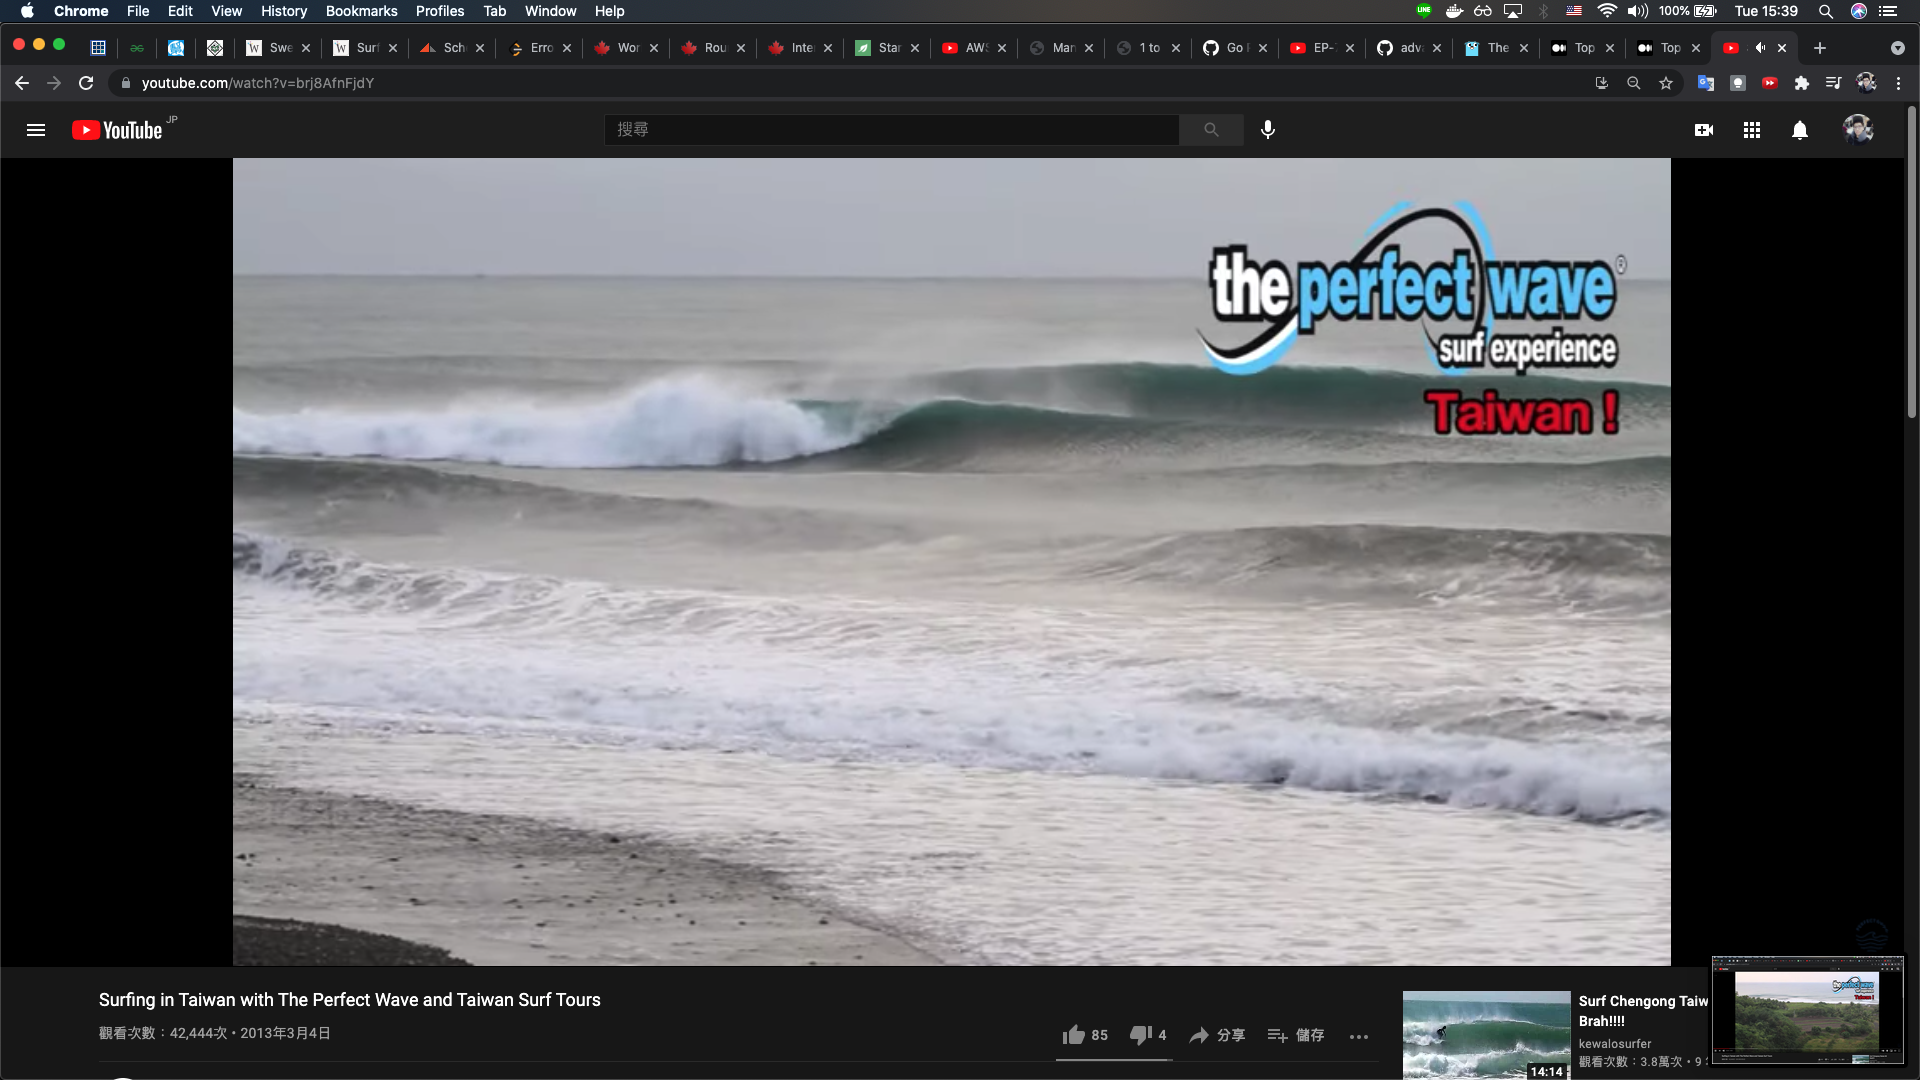 Chrome File Edit View History Bookmarks Profiles Tab Window Help LINE 100% Tue 15:39
Swe Surf Sch Erro Wor Rou Inte Star AWS Man 1 to Go EP- adva The Top Top
youtube.com/watch?v=brj8AfnFjdY
YouTube JP
搜尋
the perfect wave®
surf experience
Taiwan !
Surfing in Taiwan with The Perfect Wave and Taiwan Surf Tours
觀看次數：42,444次 • 2013年3月4日
85 4 分享 儲存
14:14
Surf Chengong Taiw
Brah!!!!
kewalosurfer
觀看次數：3.8萬次 • 9